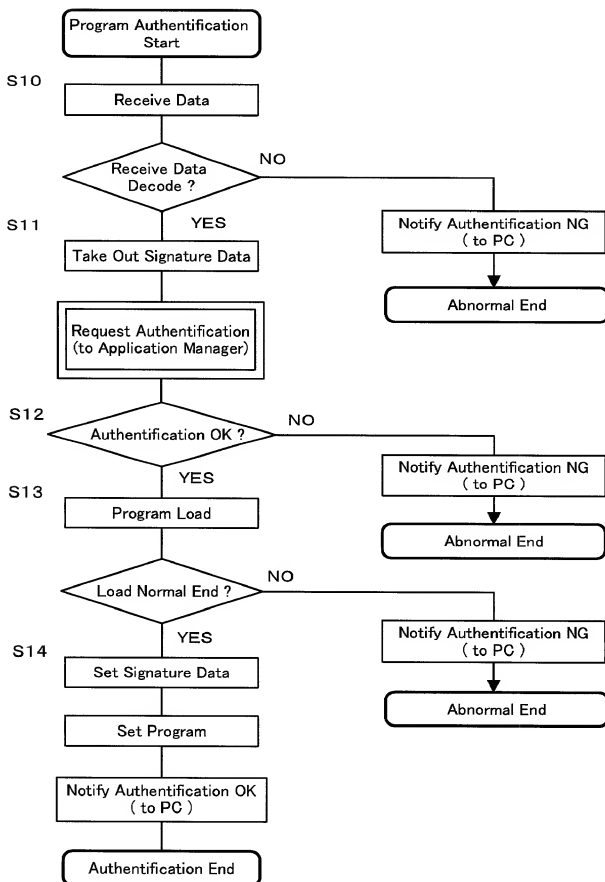 Program Authentification
Start
S10
Receive Data
Receive Data
Decode ?
NO
YES
Notify Authentification NG
( to PC )
Abnormal End
S11
Take Out Signature Data
Request Authentification
(to Application Manager)
S12
Authentification OK ?
NO
YES
Notify Authentification NG
( to PC )
Abnormal End
S13
Program Load
Load Normal End ?
NO
YES
Notify Authentification NG
( to PC )
Abnormal End
S14
Set Signature Data
Set Program
Notify Authentification OK
( to PC )
Authentification End